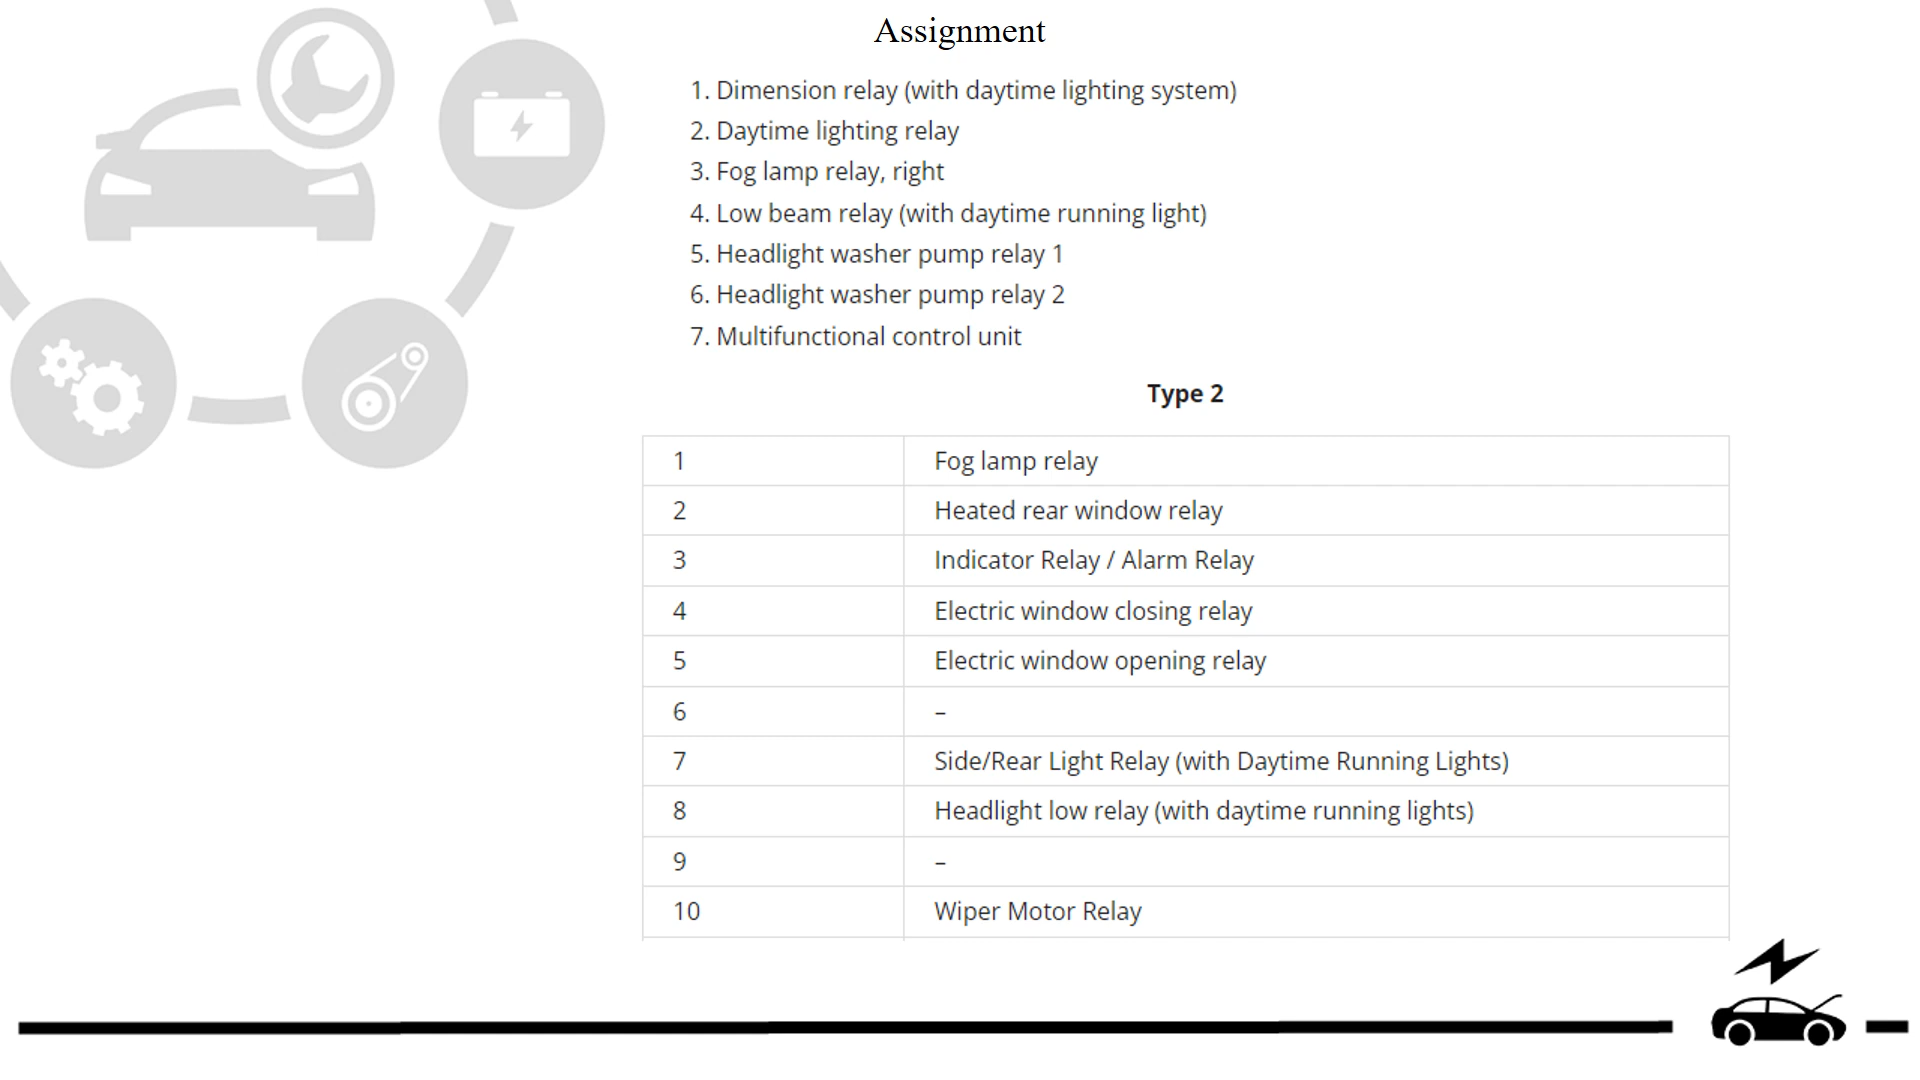 Assignment
1. Dimension relay (with daytime lighting system)
2. Daytime lighting relay
3. Fog lamp relay, right
4. Low beam relay (with daytime running light)
5. Headlight washer pump relay 1
6. Headlight washer pump relay 2
7. Multifunctional control unit
Type 2
1 Fog lamp relay
2 Heated rear window relay
3 Indicator Relay / Alarm Relay
4 Electric window closing relay
5 Electric window opening relay
6 –
7 Side/Rear Light Relay (with Daytime Running Lights)
8 Headlight low relay (with daytime running lights)
9 –
10 Wiper Motor Relay